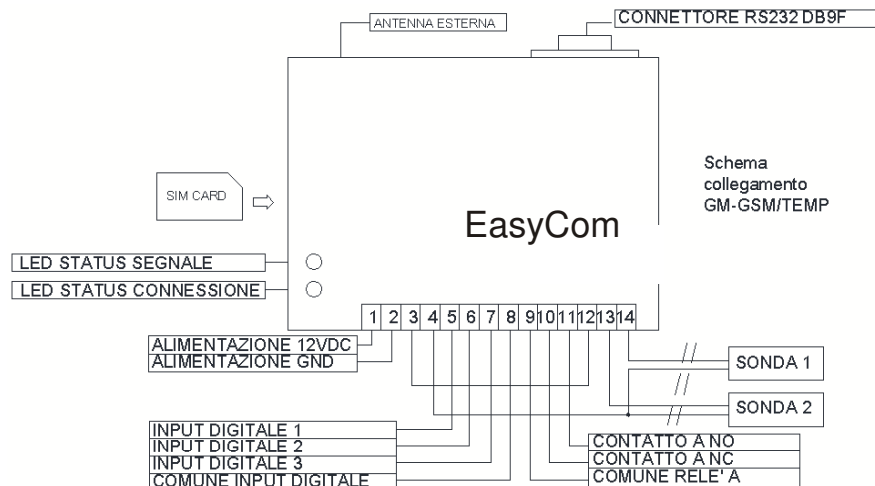 ANTENNA ESTERNA
CONNETTORE RS232 DB9F
Schema
collegamento
GM-GSM/TEMP
SIM CARD
EasyCom
LED STATUS SEGNALE
LED STATUS CONNESSIONE
1 2 3 4 5 6 7 8 9 10 11 12 13 14
ALIMENTAZIONE 12VDC
ALIMENTAZIONE GND
SONDA 1
SONDA 2
INPUT DIGITALE 1
INPUT DIGITALE 2
INPUT DIGITALE 3
COMUNE INPUT DIGITALE
CONTATTO A NO
CONTATTO A NC
COMUNE RELE' A